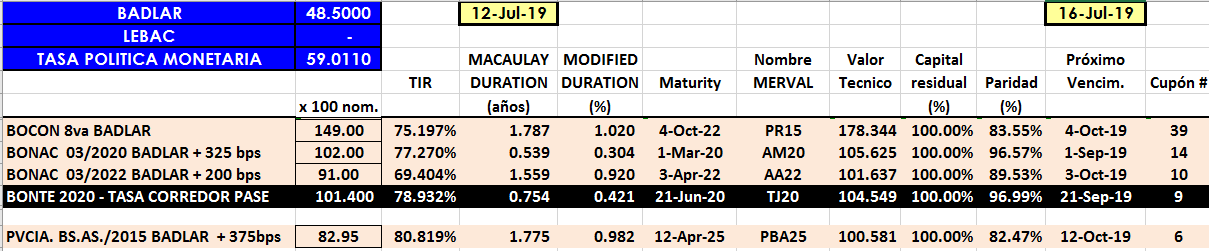 BADLAR 48.5000 12-Jul-19 16-Jul-19
LEBAC -
TASA POLITICA MONETARIA 59.0110 MACAULAY MODIFIED Nombre Valor Capital Próximo
TIR DURATION DURATION Maturity MERVAL Tecnico residual Paridad Vencim. Cupón #
x 100 nom. (años) (%) (%) (%)
BOCON 8va BADLAR 149.00 75.197% 1.787 1.020 4-Oct-22 PR15 178.344 100.00% 83.55% 4-Oct-19 39
BONAC 03/2020 BADLAR + 325 bps 102.00 77.270% 0.539 0.304 1-Mar-20 AM20 105.625 100.00% 96.57% 1-Sep-19 14
BONAC 03/2022 BADLAR + 200 bps 91.00 69.404% 1.559 0.920 3-Apr-22 AA22 101.637 100.00% 89.53% 3-Oct-19 10
BONTE 2020 - TASA CORREDOR PASE 101.400 78.932% 0.754 0.421 21-Jun-20 TJ20 104.549 100.00% 96.99% 21-Sep-19 9
PVCIA. BS.AS./2015 BADLAR + 375bps 82.95 80.819% 1.775 0.982 12-Apr-25 PBA25 100.581 100.00% 82.47% 12-Oct-19 6